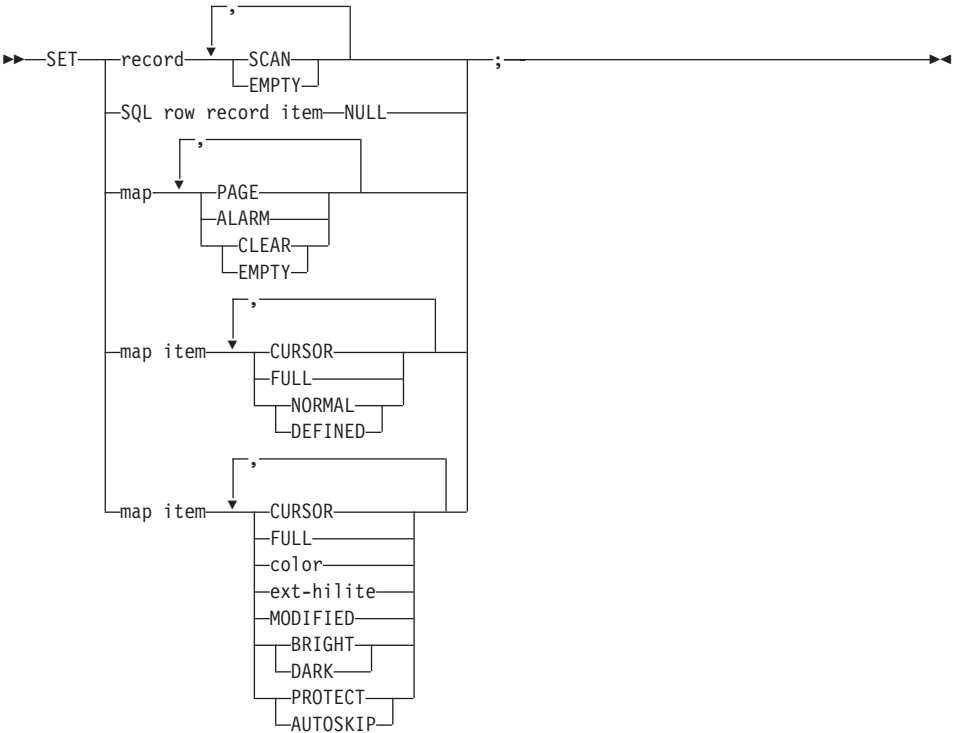 ,
SET record SCAN ;
EMPTY
SQL row record item NULL
,
map PAGE
ALARM
CLEAR
EMPTY
,
map item CURSOR
FULL
NORMAL
DEFINED
,
map item CURSOR
FULL
color
ext-hilite
MODIFIED
BRIGHT
DARK
PROTECT
AUTOSKIP